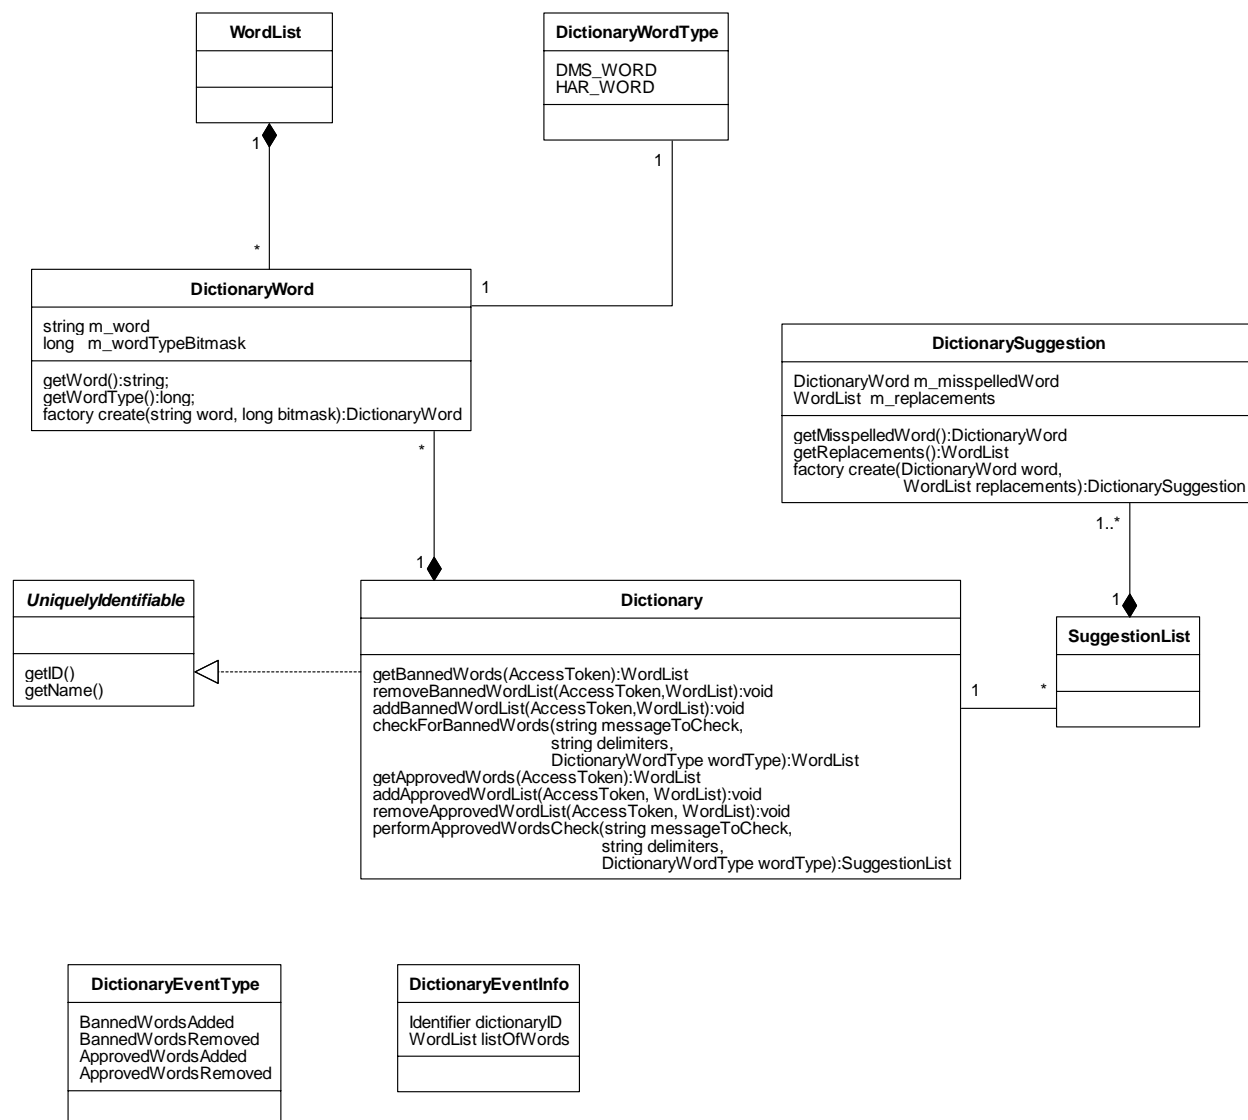 WordList
DictionaryWordType
DMS_WORD
HAR_WORD
1
1
*
DictionaryWord
1
string m_word
long m_wordTypeBitmask
getWord():string;
getWordType():long;
factory create(string word, long bitmask):DictionaryWord
DictionarySuggestion
DictionaryWord m_misspelledWord
WordList m_replacements
getMisspelledWord():DictionaryWord
getReplacements():WordList
factory create(DictionaryWord word,
WordList replacements):DictionarySuggestion
*
1..*
1
1
UniquelyIdentifiable
getID()
getName()
Dictionary
getBannedWords(AccessToken):WordList
removeBannedWordList(AccessToken,WordList):void
addBannedWordList(AccessToken,WordList):void
checkForBannedWords(string messageToCheck,
string delimiters,
DictionaryWordType wordType):WordList
getApprovedWords(AccessToken):WordList
addApprovedWordList(AccessToken, WordList):void
removeApprovedWordList(AccessToken, WordList):void
performApprovedWordsCheck(string messageToCheck,
string delimiters,
DictionaryWordType wordType):SuggestionList
SuggestionList
1
*
DictionaryEventType
BannedWordsAdded
BannedWordsRemoved
ApprovedWordsAdded
ApprovedWordsRemoved
DictionaryEventInfo
Identifier dictionaryID
WordList listOfWords